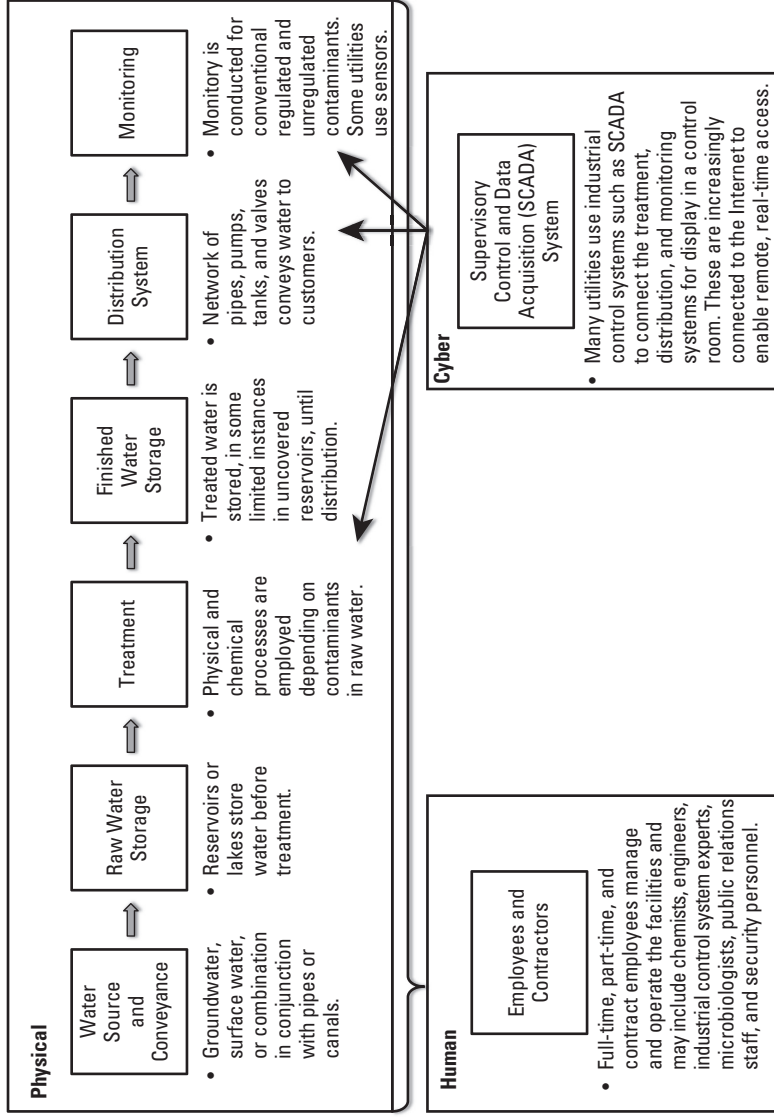 Physical
Water
Source
and
Conveyance
• Groundwater,
surface water,
or combination
in conjunction
with pipes or
canals.
Raw Water
Storage
• Reservoirs or
lakes store
water before
treatment.
Treatment
• Physical and
chemical
processes are
employed
depending on
contaminants
in raw water.
Finished
Water
Storage
• Treated water is
stored, in some
limited instances
in uncovered
reservoirs, until
distribution.
Distribution
System
• Network of
pipes, pumps,
tanks, and valves
conveys water to
customers.
Monitoring
• Monitory is
conducted for
conventional
regulated and
unregulated
contaminants.
Some utilities
use sensors.
Human
Employees and
Contractors
• Full-time, part-time, and
contract employees manage
and operate the facilities and
may include chemists, engineers,
industrial control system experts,
microbiologists, public relations
staff, and security personnel.
Cyber
Supervisory
Control and Data
Acquisition (SCADA)
System
• Many utilities use industrial
control systems such as SCADA
to connect the treatment,
distribution, and monitoring
systems for display in a control
room. These are increasingly
connected to the Internet to
enable remote, real-time access.